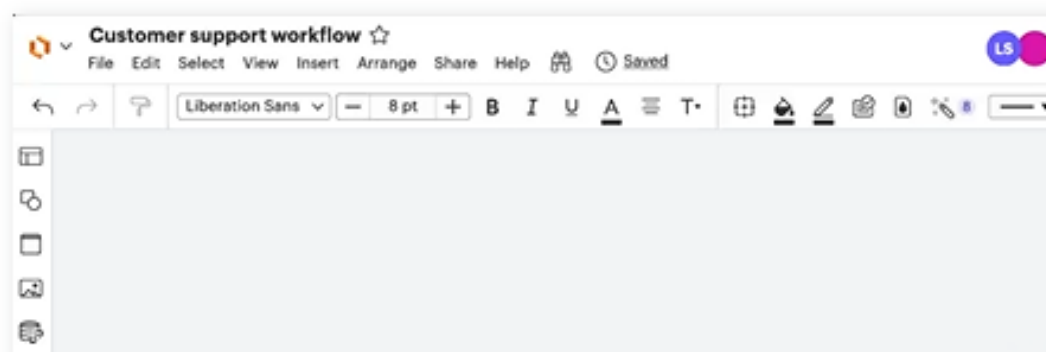 Customer support workflow
LS
File Edit Select View Insert Arrange Share Help Saved
Liberation Sans 8 pt B I U A T 8